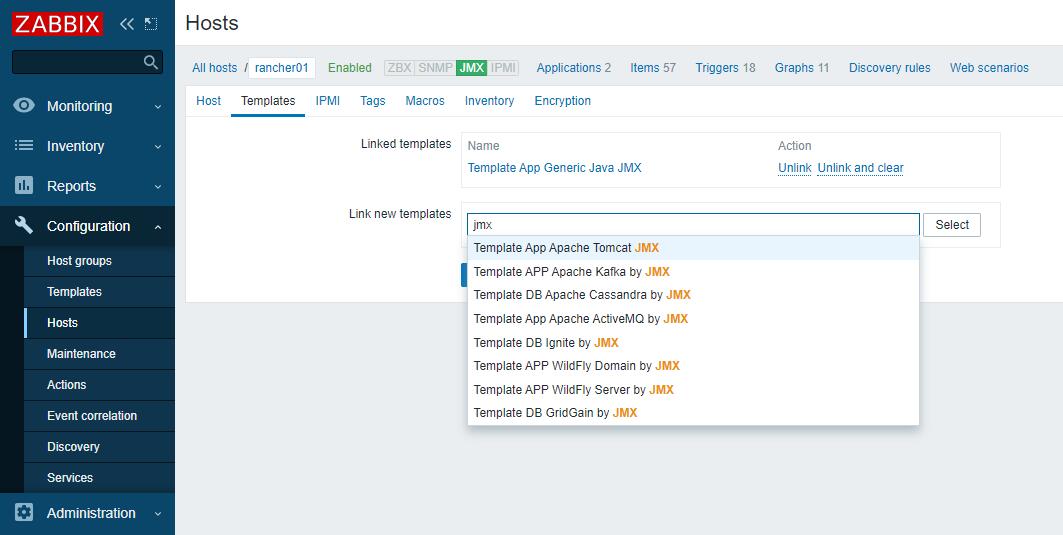 ZABBIX
Monitoring
Inventory
Reports
Configuration
Host groups
Templates
Hosts
Maintenance
Actions
Event correlation
Discovery
Services
Administration
Hosts
All hosts / rancher01 Enabled ZBX SNMP JMX IPMI Applications 2 Items 57 Triggers 18 Graphs 11 Discovery rules Web scenarios
Host Templates IPMI Tags Macros Inventory Encryption
Linked templates Name Action
Template App Generic Java JMX Unlink Unlink and clear
Link new templates jmx Select
Template App Apache Tomcat JMX
Template APP Apache Kafka by JMX
Template DB Apache Cassandra by JMX
Template App Apache ActiveMQ by JMX
Template DB Ignite by JMX
Template APP WildFly Domain by JMX
Template APP WildFly Server by JMX
Template DB GridGain by JMX